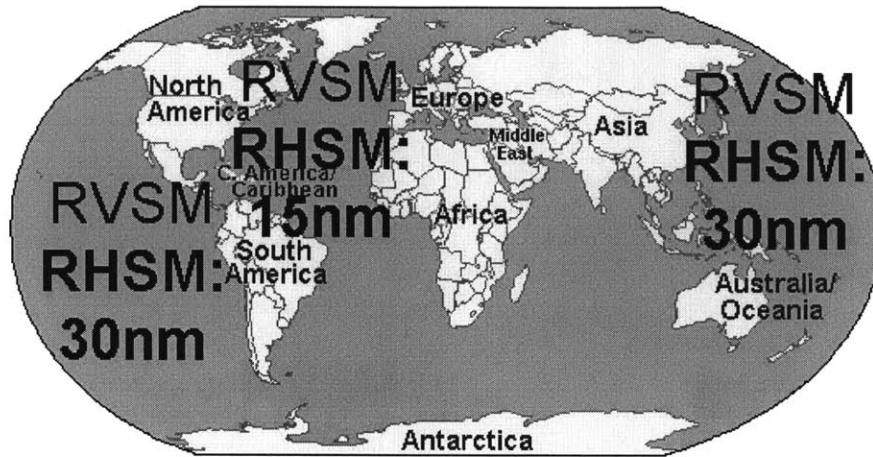 North
America
RVSM
RHSM:
15nm
Europe
Middle
East
Asia
RVSM
RHSM:
30nm
C. America/
Caribbean
Africa
RVSM
RHSM:
30nm
South
America
Australia/
Oceania
Antarctica